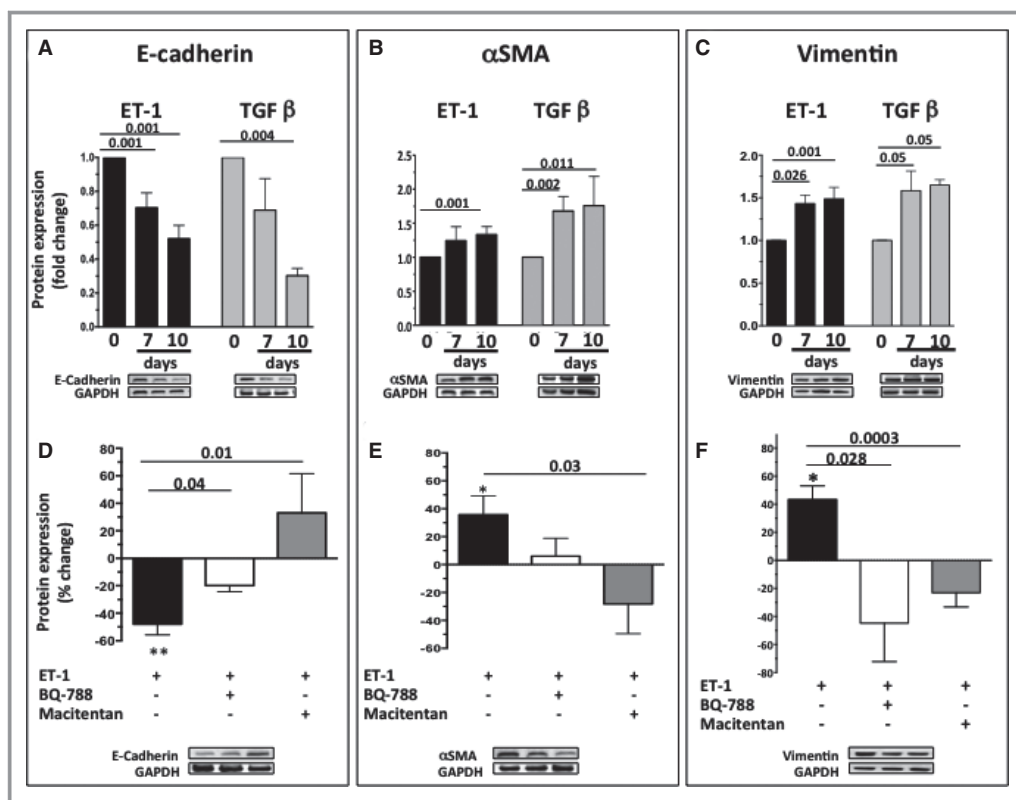 A
E-cadherin
ET-1
TGF β
0.001
0.001
0.004
Protein expression
(fold change)
1.0
0.8
0.6
0.4
0.2
0.0
0 7 10
0 7 10
days
days
E-Cadherin
GAPDH
B
αSMA
ET-1
TGF β
0.001
0.011
0.002
2.5
2.0
1.5
1.0
0.5
0.0
0 7 10
0 7 10
days
days
αSMA
GAPDH
C
Vimentin
ET-1
TGF β
0.001
0.026
0.05
0.05
2.0
1.5
1.0
0.5
0.0
0 7 10
0 7 10
days
days
Vimentin
GAPDH
D
0.01
0.04
Protein expression
(% change)
80
60
40
20
0
-20
-40
-60
**
ET-1 + + +
BQ-788 - + -
Macitentan - - +
E-Cadherin
GAPDH
E
0.03
*
80
60
40
20
0
-20
-40
-60
ET-1 + + +
BQ-788 - + -
Macitentan - - +
αSMA
GAPDH
F
0.0003
0.028
*
80
60
40
20
0
-20
-40
-60
-80
ET-1 + + +
BQ-788 - + -
Macitentan - - +
Vimentin
GAPDH